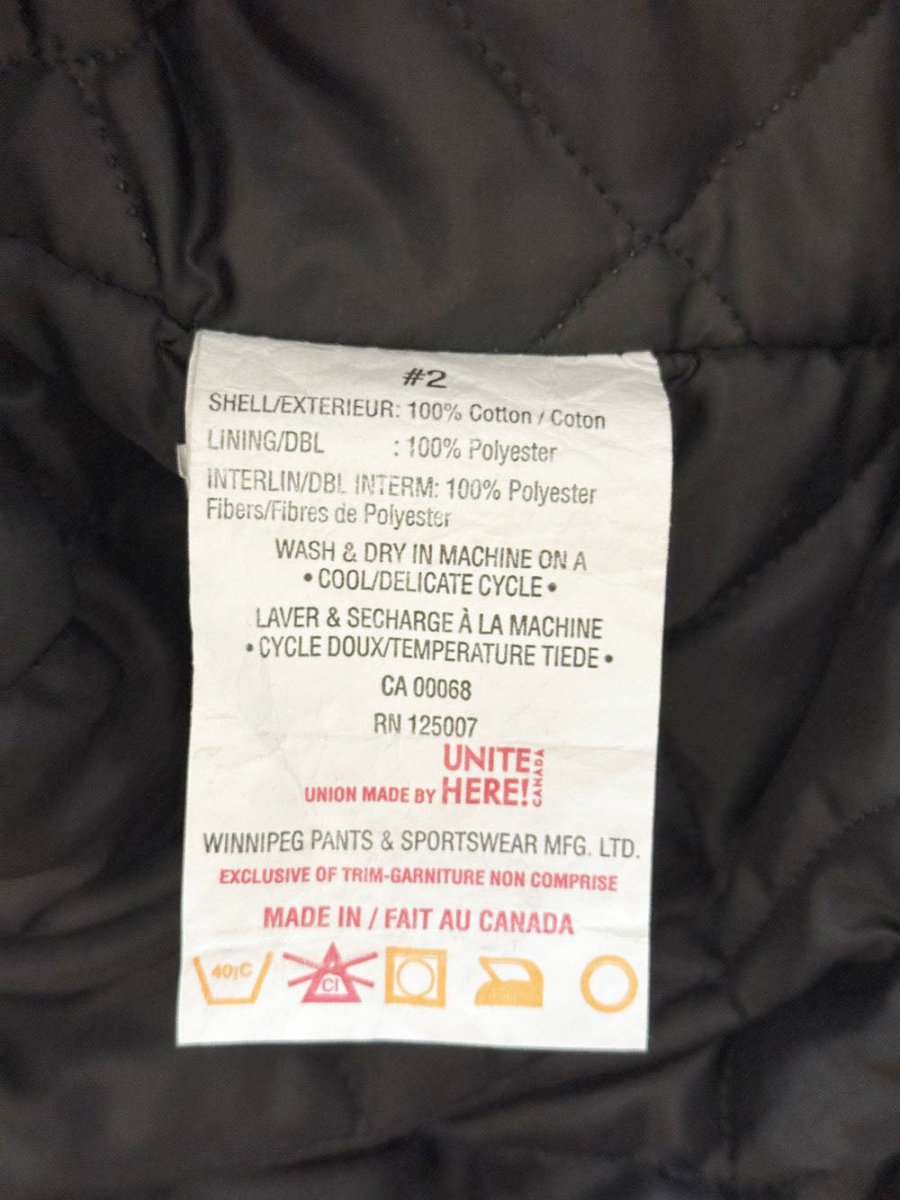 #2
SHELL/EXTERIEUR: 100% Cotton / Coton
LINING/DBL : 100% Polyester
INTERLIN/DBL INTERM: 100% Polyester
Fibers/Fibres de Polyester
WASH & DRY IN MACHINE ON A
• COOL/DELICATE CYCLE •
LAVER & SECHARGE À LA MACHINE
• CYCLE DOUX/TEMPERATURE TIEDE •
CA 00068
RN 125007
UNION MADE BY UNITE HERE! CANADA
WINNIPEG PANTS & SPORTSWEAR MFG. LTD.
EXCLUSIVE OF TRIM-GARNITURE NON COMPRISE
MADE IN / FAIT AU CANADA
40¡C CI